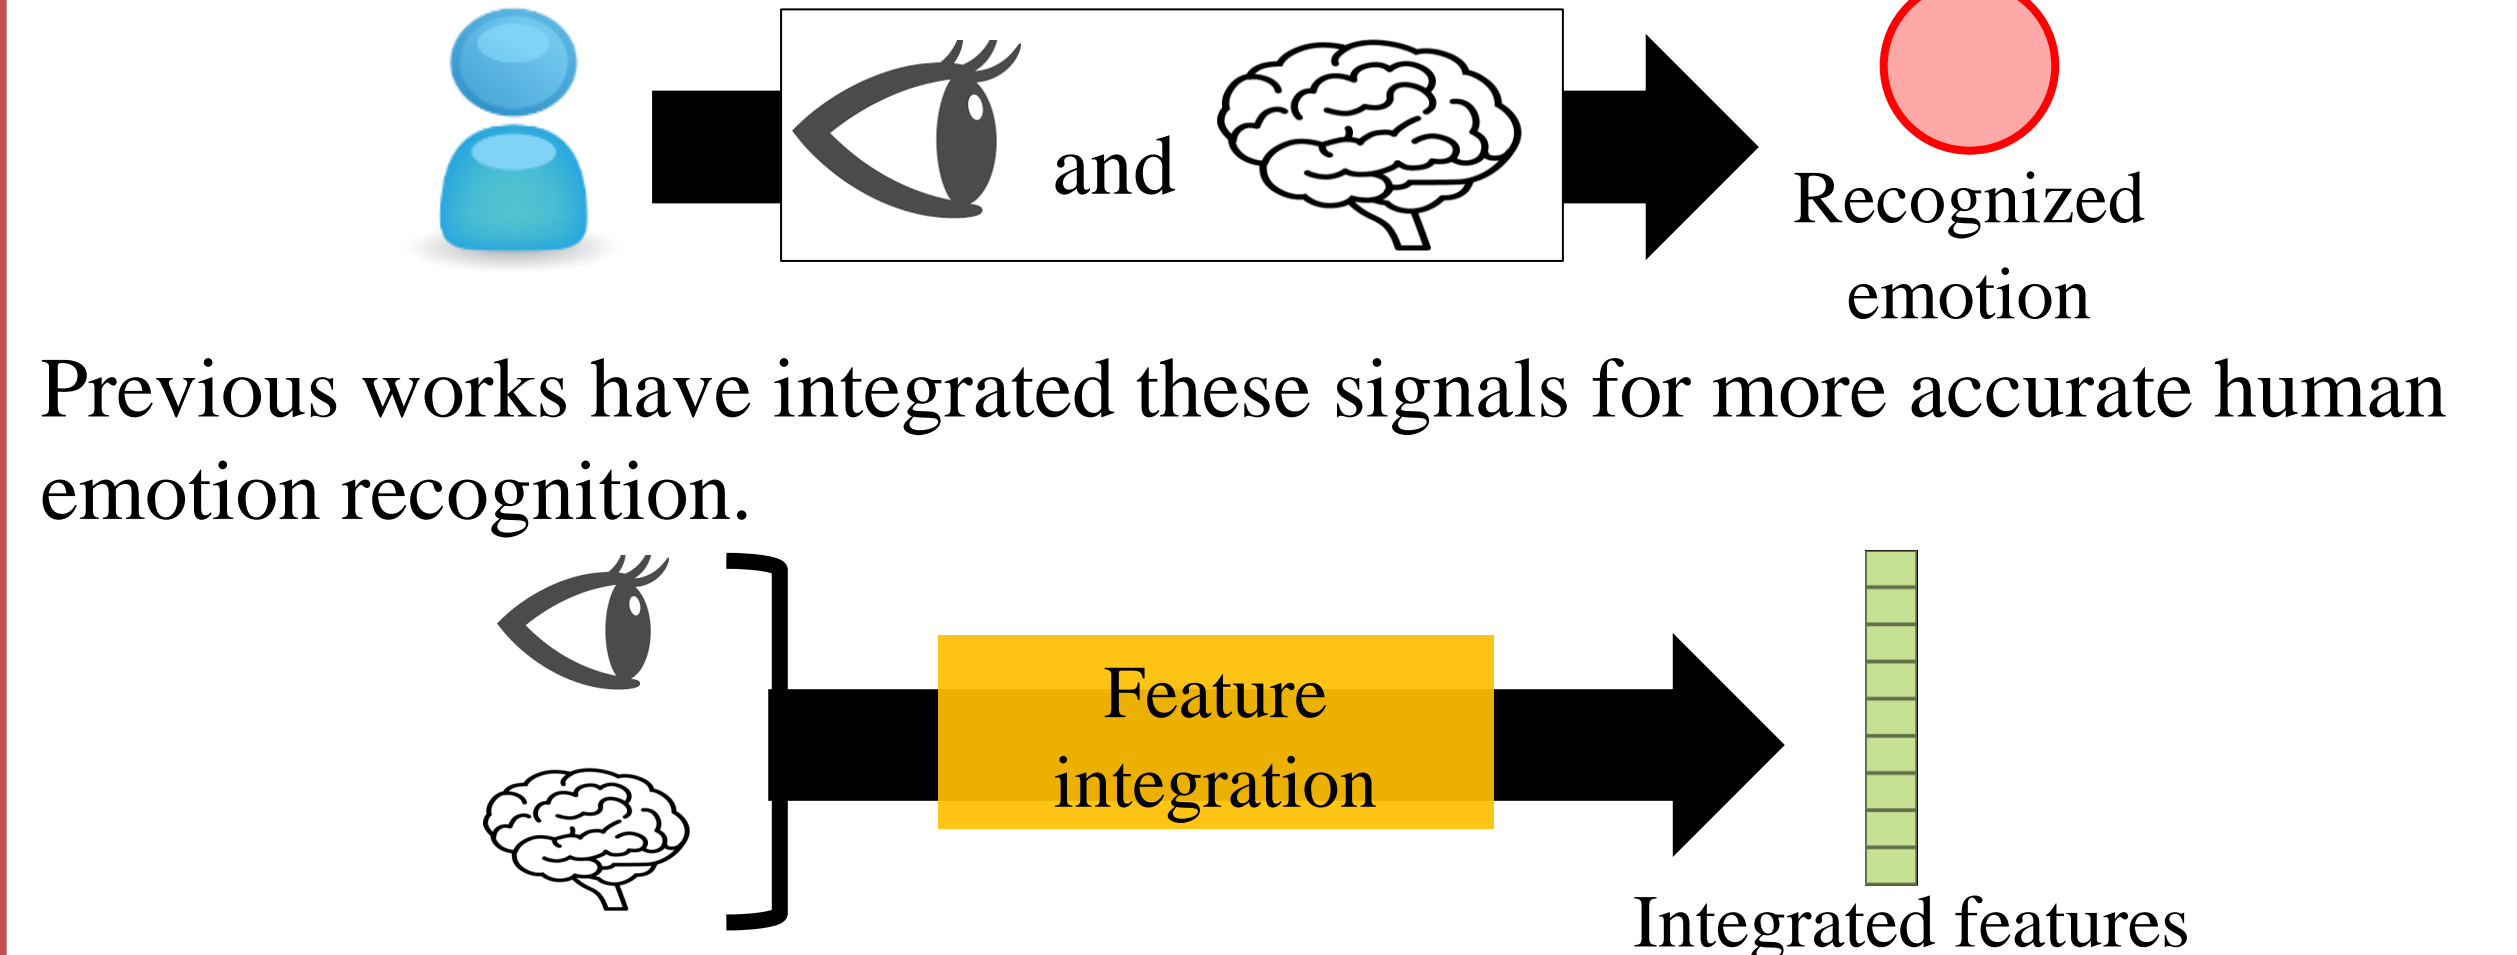 and
Recognized
emotion
Previous works have integrated these signals for more accurate human
emotion recognition.
Feature
integration
Integrated features